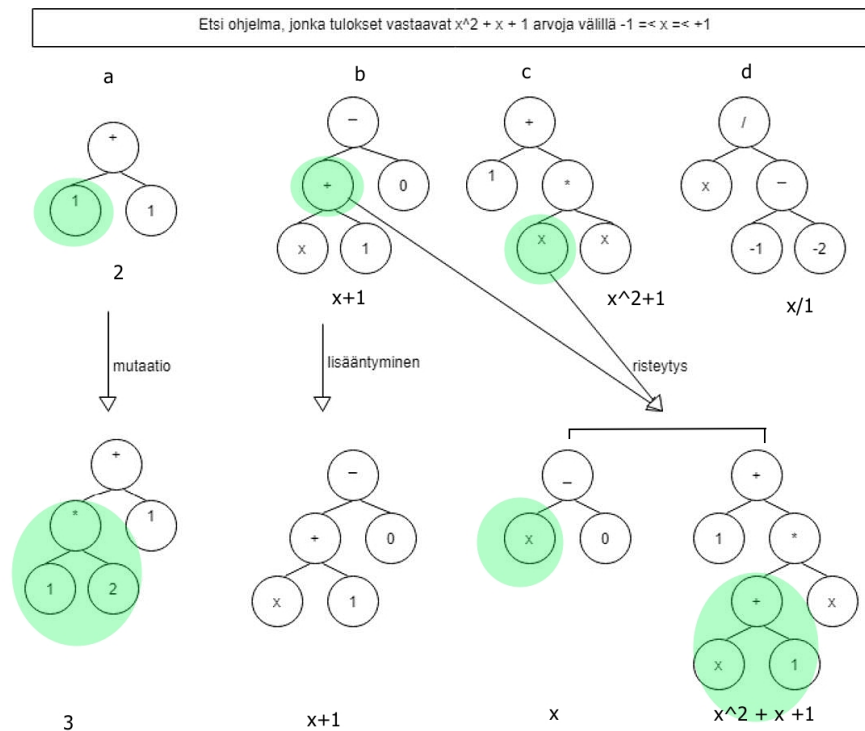 Etsi ohjelma, jonka tulokset vastaavat x^2 + x + 1 arvoja välillä -1 =< x =< +1
a b c d
+ − + /
1 1 + 0 1 * x −
x 1 x x -1 -2
2 x+1 x^2+1 x/1
mutaatio lisääntyminen risteytys
+ − − +
* 1 + 0 x 0 1 *
1 2 x 1 + x
x 1
3 x+1 x x^2 + x +1